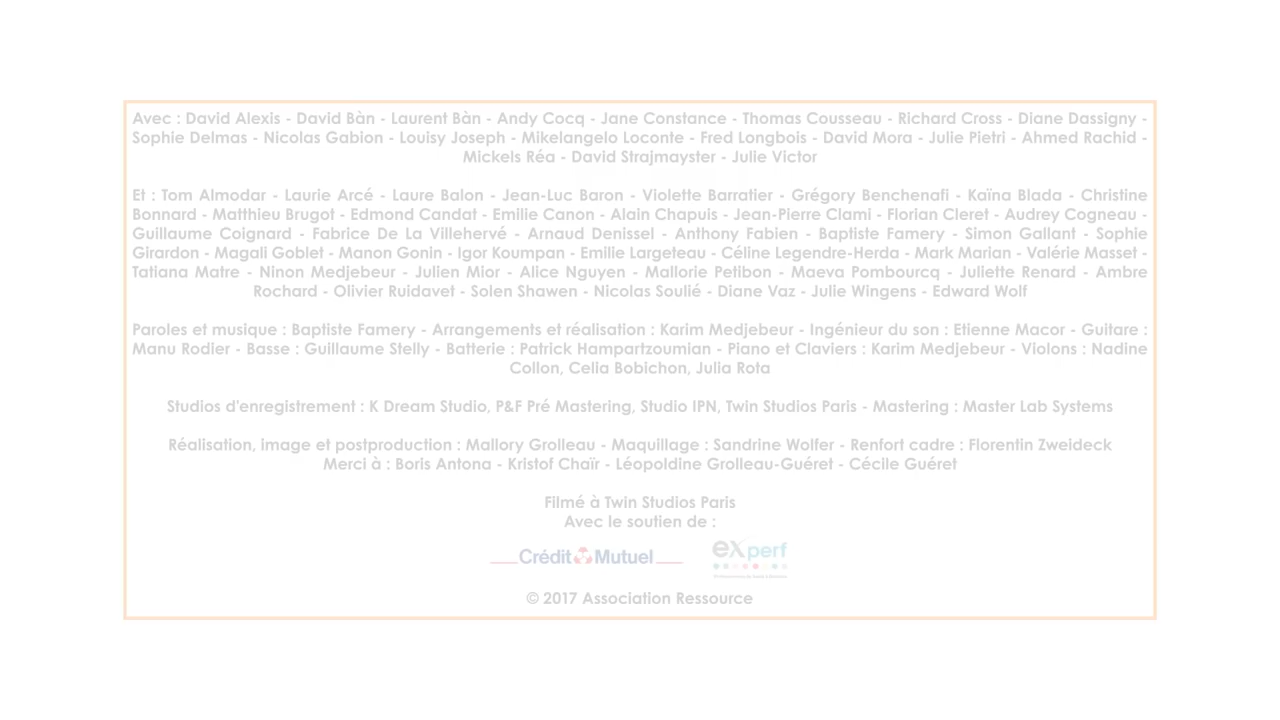 Avec : David Alexis - David Bàn - Laurent Bàn - Andy Cocq - Jane Constance - Thomas Cousseau - Richard Cross - Diane Dassigny -
Sophie Delmas - Nicolas Gabion - Louisy Joseph - Mikelangelo Loconte - Fred Longbois - David Mora - Julie Pietri - Ahmed Rachid -
Mickels Réa - David Strajmayster - Julie Victor
Et : Tom Almodar - Laurie Arcé - Laure Balon - Jean-Luc Baron - Violette Barratier - Grégory Benchenafi - Kaïna Blada - Christine
Bonnard - Matthieu Brugot - Edmond Candat - Emilie Canon - Alain Chapuis - Jean-Pierre Clami - Florian Cleret - Audrey Cogneau -
Guillaume Coignard - Fabrice De La Villehervé - Arnaud Denissel - Anthony Fabien - Baptiste Famery - Simon Gallant - Sophie
Girardon - Magali Goblet - Manon Gonin - Igor Koumpan - Emilie Largeteau - Céline Legendre-Herda - Mark Marian - Valérie Masset -
Tatiana Matre - Ninon Medjebeur - Julien Mior - Alice Nguyen - Mallorie Petibon - Maeva Pombourcq - Juliette Renard - Ambre
Rochard - Olivier Ruidavet - Solen Shawen - Nicolas Soulié - Diane Vaz - Julie Wingens - Edward Wolf
Paroles et musique : Baptiste Famery - Arrangements et réalisation : Karim Medjebeur - Ingénieur du son : Etienne Macor - Guitare :
Manu Rodier - Basse : Guillaume Stelly - Batterie : Patrick Hampartzoumian - Piano et Claviers : Karim Medjebeur - Violons : Nadine
Collon, Celia Bobichon, Julia Rota
Studios d'enregistrement : K Dream Studio, P&F Pré Mastering, Studio IPN, Twin Studios Paris - Mastering : Master Lab Systems
Réalisation, image et postproduction : Mallory Grolleau - Maquillage : Sandrine Wolfer - Renfort cadre : Florentin Zweideck
Merci à : Boris Antona - Kristof Chaïr - Léopoldine Grolleau-Guéret - Cécile Guéret
Filmé à Twin Studios Paris
Avec le soutien de :
Crédit Mutuel experf
© 2017 Association Ressource